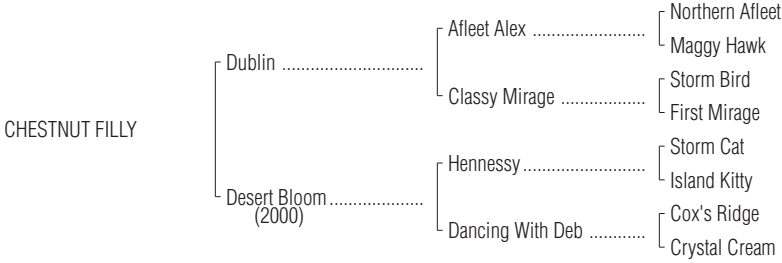 Northern Afleet
Afleet Alex ........................
Maggy Hawk
Dublin ..............................
Storm Bird
Classy Mirage ..................
First Mirage
CHESTNUT FILLY
Storm Cat
Hennessy ..........................
Island Kitty
Desert Bloom ....................
(2000)
Cox's Ridge
Dancing With Deb ............
Crystal Cream